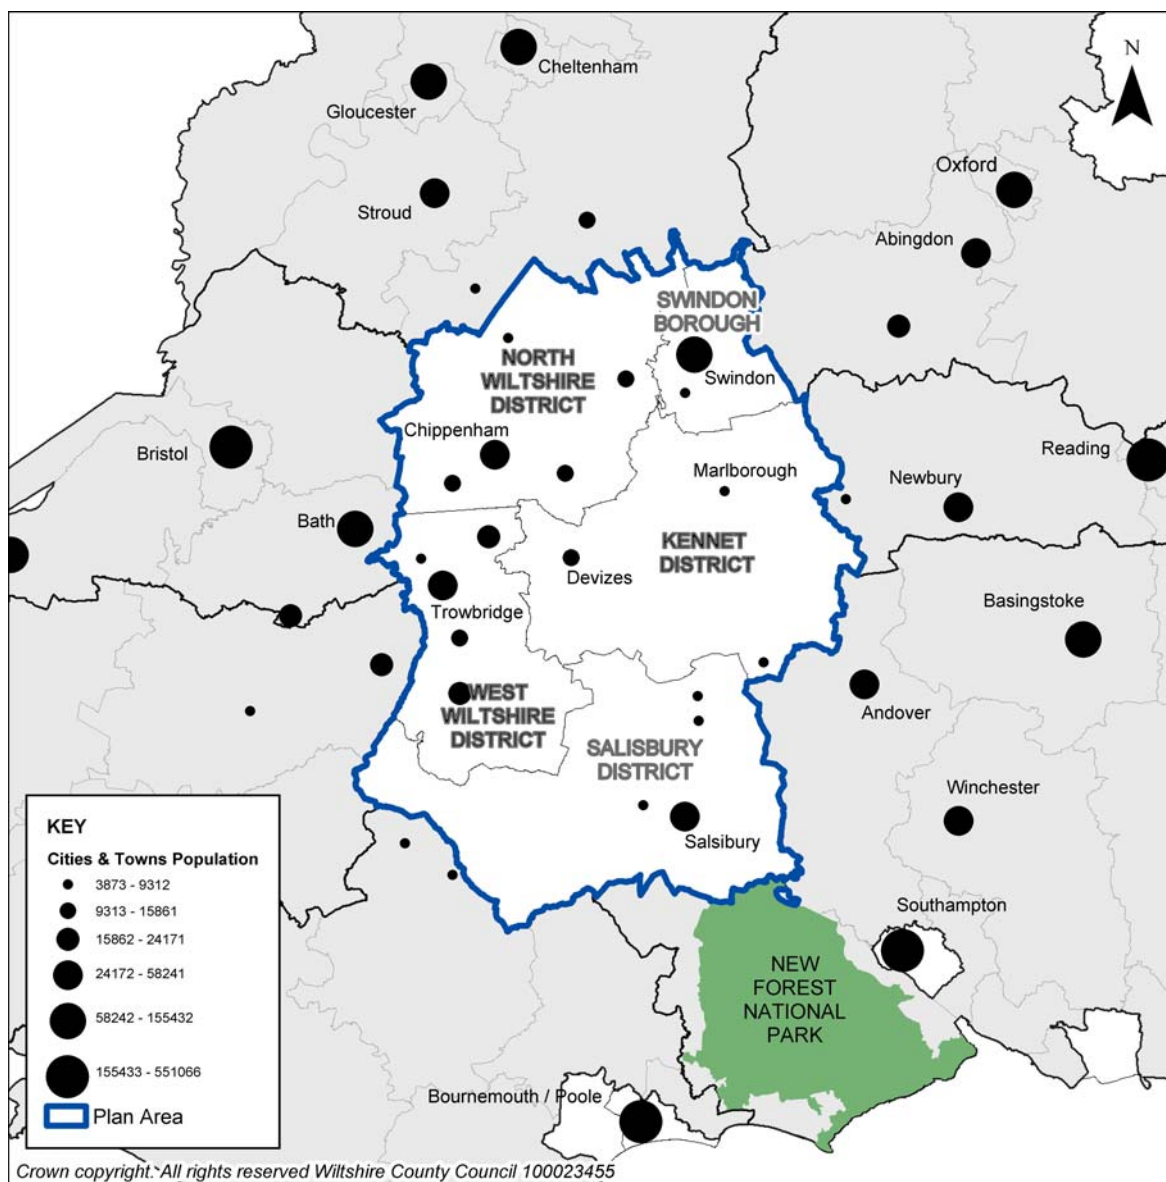 Cheltenham
N
Gloucester
Oxford
Stroud
Abingdon
SWINDON
BOROUGH
NORTH
WILTSHIRE
DISTRICT
Swindon
Chippenham
Bristol
Reading
Marlborough
Newbury
Bath
KENNET
DISTRICT
Devizes
Trowbridge
Basingstoke
WEST
WILTSHIRE
DISTRICT
Andover
SALISBURY
DISTRICT
Winchester
Salsibury
KEY
Cities & Towns Population
3873 - 9312
9313 - 15861
15862 - 24171
24172 - 58241
58242 - 155432
155433 - 551066
Plan Area
Southampton
NEW
FOREST
NATIONAL
PARK
Bournemouth / Poole
Crown copyright. All rights reserved Wiltshire County Council 100023455